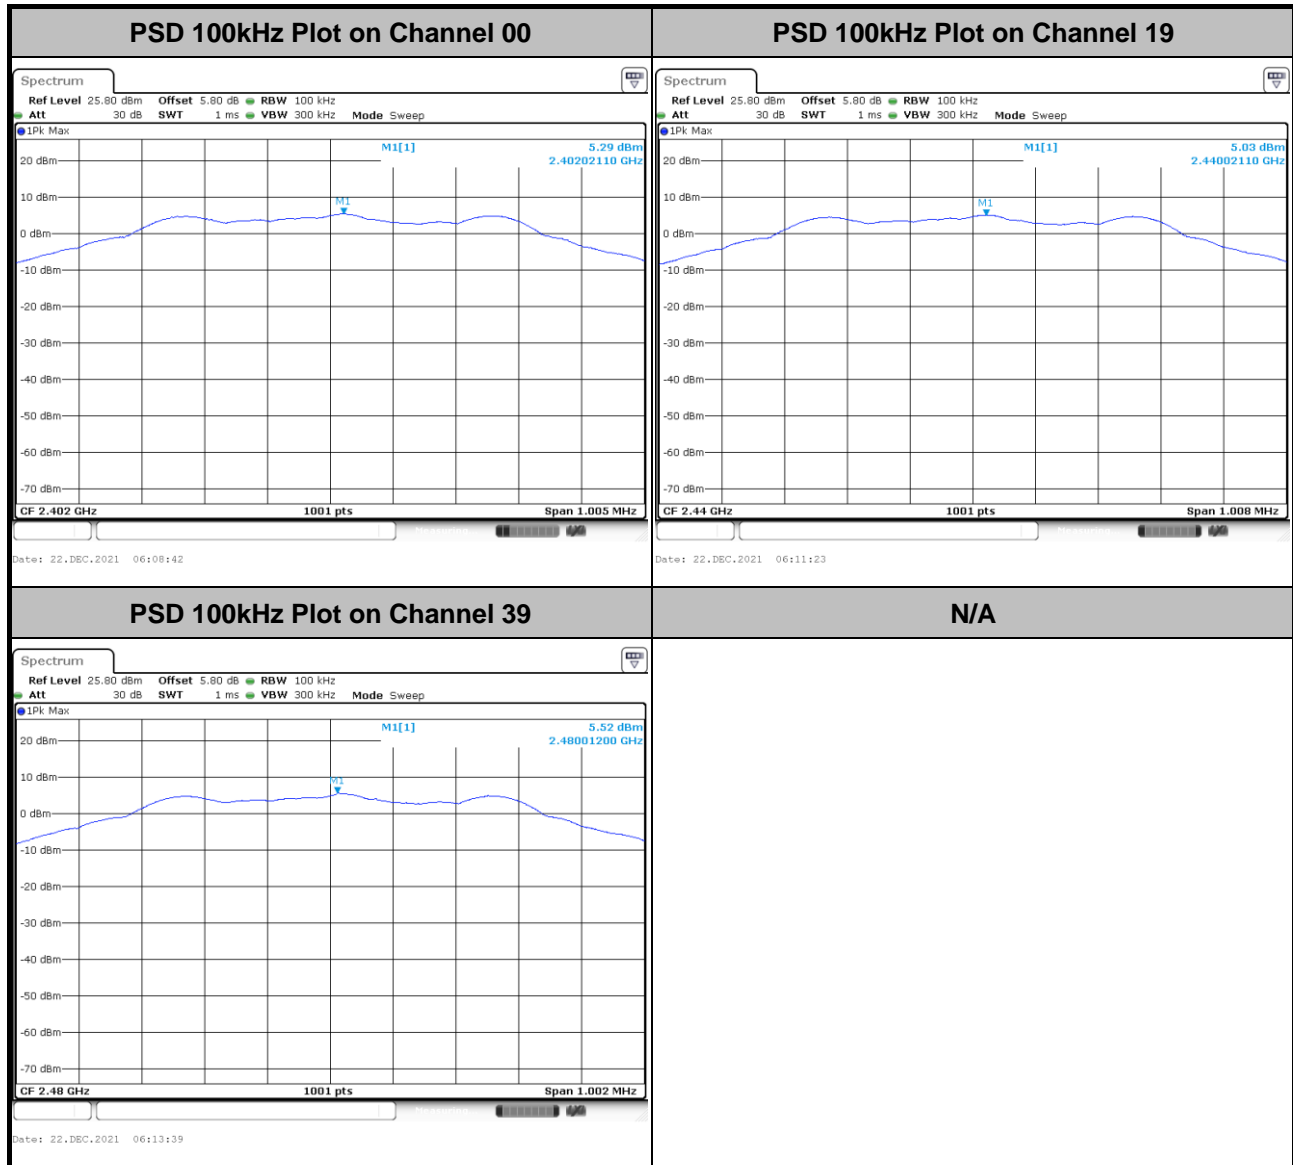 PSD 100kHz Plot on Channel 00
Spectrum
Ref Level 25.80 dBm Offset 5.80 dB RBW 100 kHz
Att 30 dB SWT 1 ms VBW 300 kHz Mode Sweep
1Pk Max
M1[1] 5.29 dBm
2.40202110 GHz
20 dBm
10 dBm
M1
0 dBm
-10 dBm
-20 dBm
-30 dBm
-40 dBm
-50 dBm
-60 dBm
-70 dBm
CF 2.402 GHz 1001 pts Span 1.005 MHz
Date: 22.DEC.2021 06:08:42
PSD 100kHz Plot on Channel 19
Spectrum
Ref Level 25.80 dBm Offset 5.80 dB RBW 100 kHz
Att 30 dB SWT 1 ms VBW 300 kHz Mode Sweep
1Pk Max
M1[1] 5.03 dBm
2.44002110 GHz
20 dBm
10 dBm
M1
0 dBm
-10 dBm
-20 dBm
-30 dBm
-40 dBm
-50 dBm
-60 dBm
-70 dBm
CF 2.44 GHz 1001 pts Span 1.008 MHz
Date: 22.DEC.2021 06:11:23
PSD 100kHz Plot on Channel 39
Spectrum
Ref Level 25.80 dBm Offset 5.80 dB RBW 100 kHz
Att 30 dB SWT 1 ms VBW 300 kHz Mode Sweep
1Pk Max
M1[1] 5.52 dBm
2.48001200 GHz
20 dBm
10 dBm
M1
0 dBm
-10 dBm
-20 dBm
-30 dBm
-40 dBm
-50 dBm
-60 dBm
-70 dBm
CF 2.48 GHz 1001 pts Span 1.002 MHz
Date: 22.DEC.2021 06:13:39
N/A